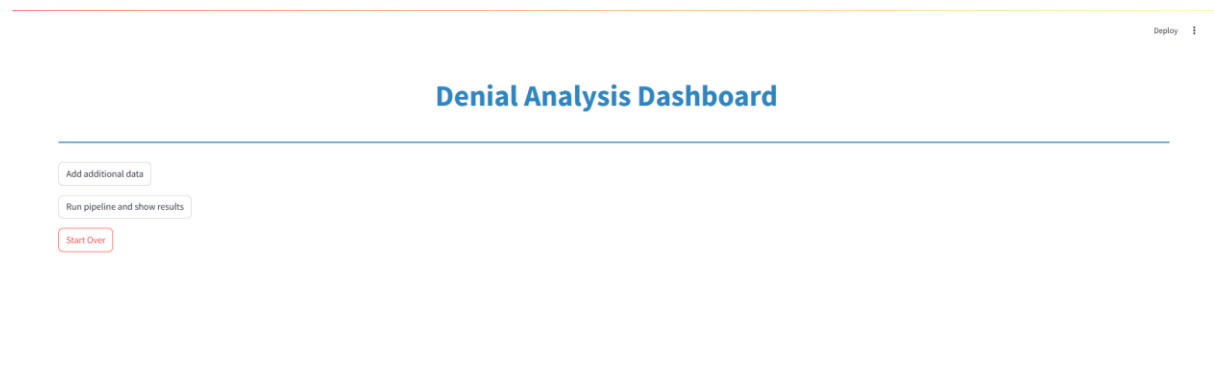 Deploy
Denial Analysis Dashboard
Add additional data
Run pipeline and show results
Start Over